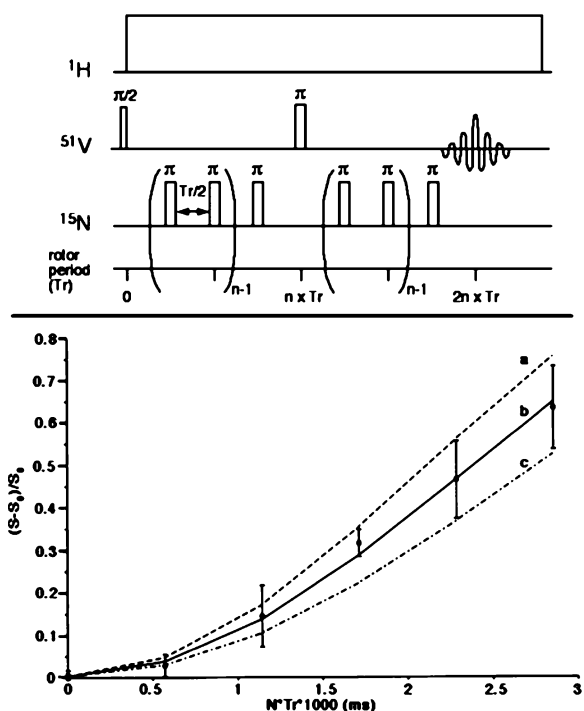 ¹H
π/2 π
⁵¹V
π π π π π π
Tr/2
¹⁵N
rotor
period
(Tr)
n-1 n-1
0 n x Tr 2n x Tr
0.8
a
0.7
b
0.6
0.5
c
0.4
0.3
0.2
0.1
0
(S-S₀)/S₀
0 0.5 1 1.5 2 2.5 3
N*Tr*1000 (ms)